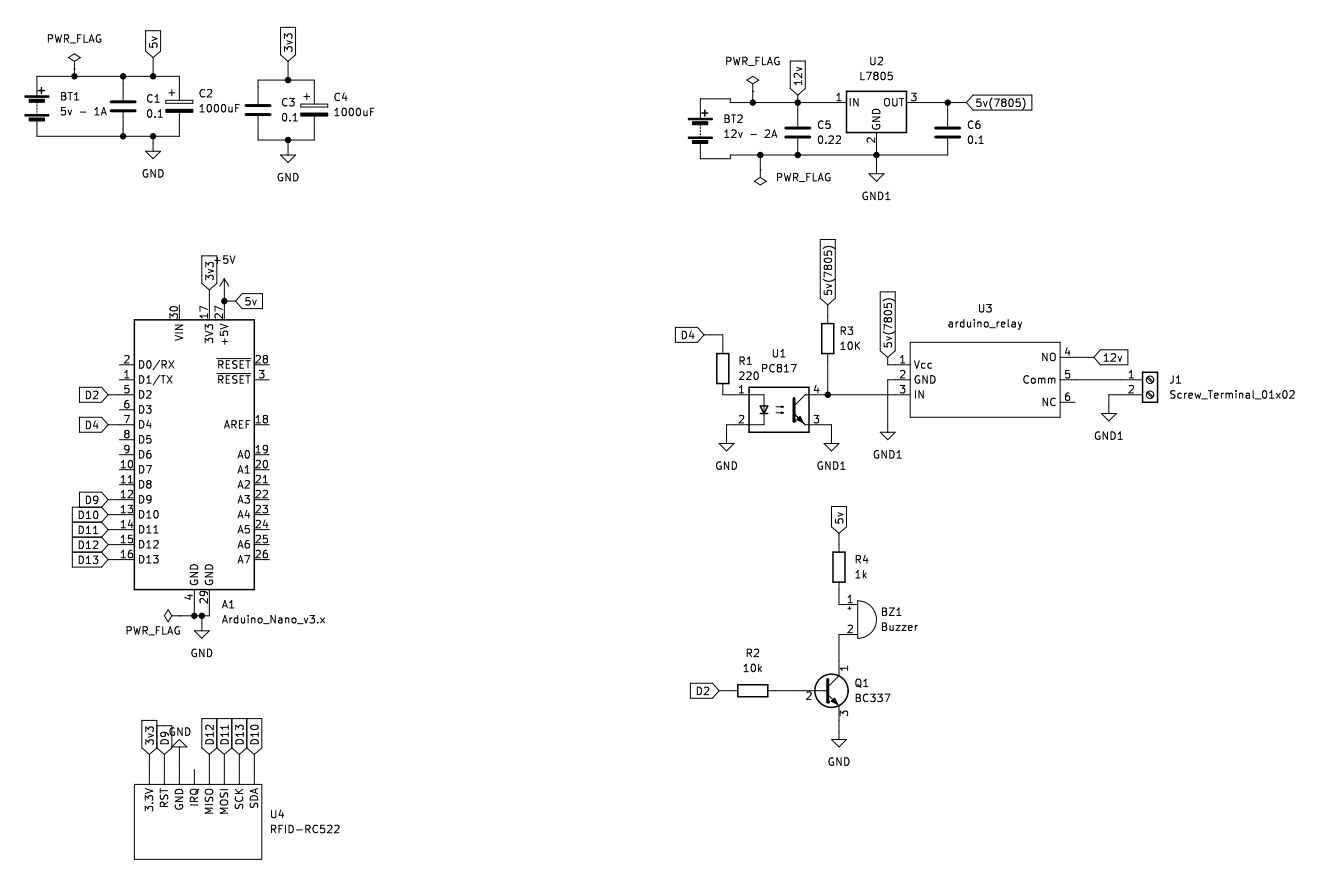 PWR_FLAG
5v
BT1
5v - 1A
+
C1
0.1
+
C2
1000uF
GND
3v3
C3
0.1
+
C4
1000uF
GND
PWR_FLAG
12v
U2
L7805
1
IN
OUT
3
GND
2
5v(7805)
+
BT2
12v - 2A
C5
0.22
C6
0.1
PWR_FLAG
GND1
3v3
+5V
5v
30
17
27
VIN
3V3
+5V
2
D0/RX
RESET
28
1
D1/TX
RESET
3
D2
5
D2
6
D3
D4
7
D4
AREF
18
8
D5
9
D6
A0
19
10
D7
A1
20
11
D8
A2
21
D9
12
D9
A3
22
D10
13
D10
A4
23
D11
14
D11
A5
24
D12
15
D12
A6
25
D13
16
D13
A7
26
GND
GND
4
29
A1
Arduino_Nano_v3.x
PWR_FLAG
GND
5v(7805)
D4
R1
220
U1
PC817
R3
10K
1
2
4
3
GND
GND1
5v(7805)
U3
arduino_relay
1
Vcc
2
GND
3
IN
NO
4
12v
Comm
5
NC
6
GND1
1
2
J1
Screw_Terminal_01x02
GND1
5v
R4
1k
1
+
2
BZ1
Buzzer
D2
R2
10k
2
1
3
Q1
BC337
GND
3v3
D9
GND
D12
D11
D13
D10
3.3V
RST
GND
IRQ
MISO
MOSI
SCK
SDA
U4
RFID-RC522